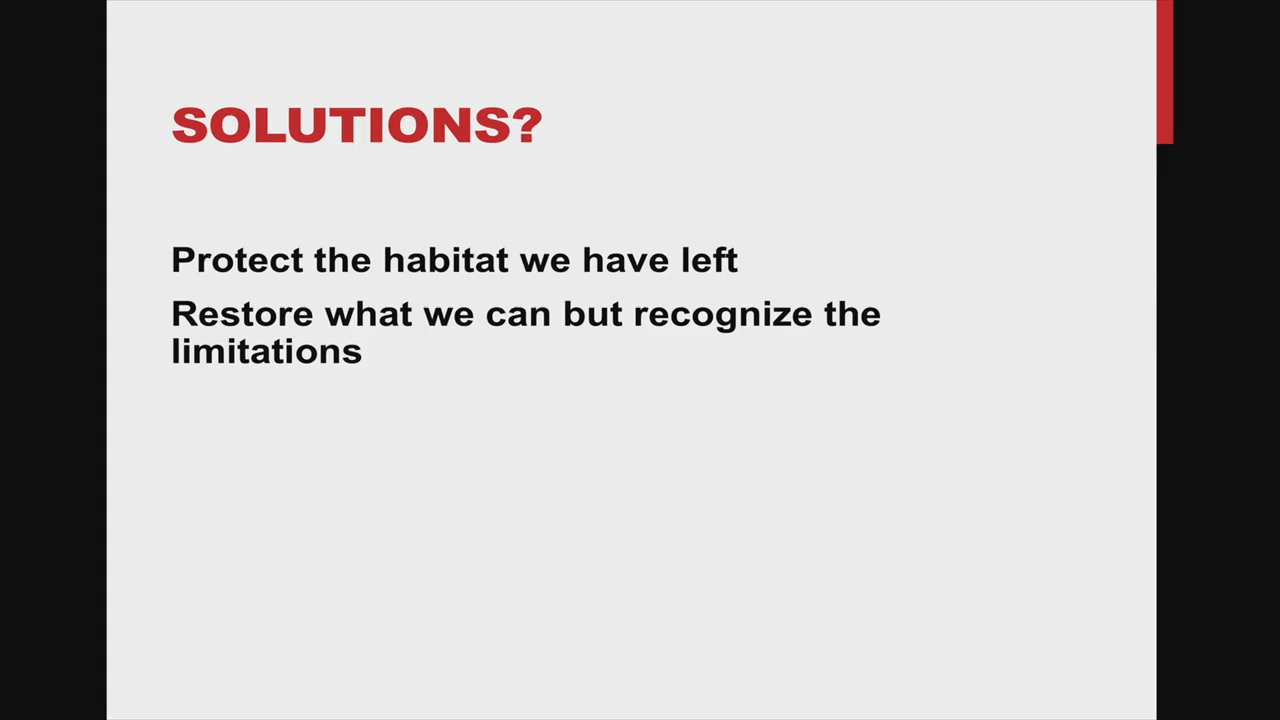 SOLUTIONS?
Protect the habitat we have left
Restore what we can but recognize the
limitations